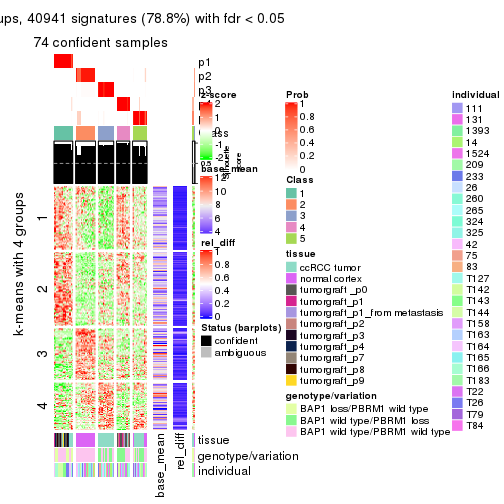 ups, 40941 signatures (78.8%) with fdr < 0.05
74 confident samples
p1
p2
p3
p4
k-means with 4 groups
1
2
3
4
z-score
2
1
0
-1
-2
base_mean
12
10
8
6
4
rel_diff
1
0.8
0.6
0.4
0.2
0
Status (barplots)
confident
ambiguous
Silhouette
score
base_mean
rel_diff
tissue
genotype/variation
individual
Prob
1
0.8
0.6
0.4
0.2
0
Class
1
2
3
4
5
tissue
ccRCC tumor
normal cortex
tumorgraft_p0
tumorgraft_p1
tumorgraft_p1_from metastasis
tumorgraft_p2
tumorgraft_p3
tumorgraft_p4
tumorgraft_p7
tumorgraft_p8
tumorgraft_p9
genotype/variation
BAP1 loss/PBRM1 wild type
BAP1 wild type/PBRM1 loss
BAP1 wild type/PBRM1 wild type
individual
111
131
1393
14
1524
209
233
26
260
265
324
325
42
75
83
T127
T142
T143
T144
T158
T163
T164
T165
T166
T183
T22
T26
T79
T84